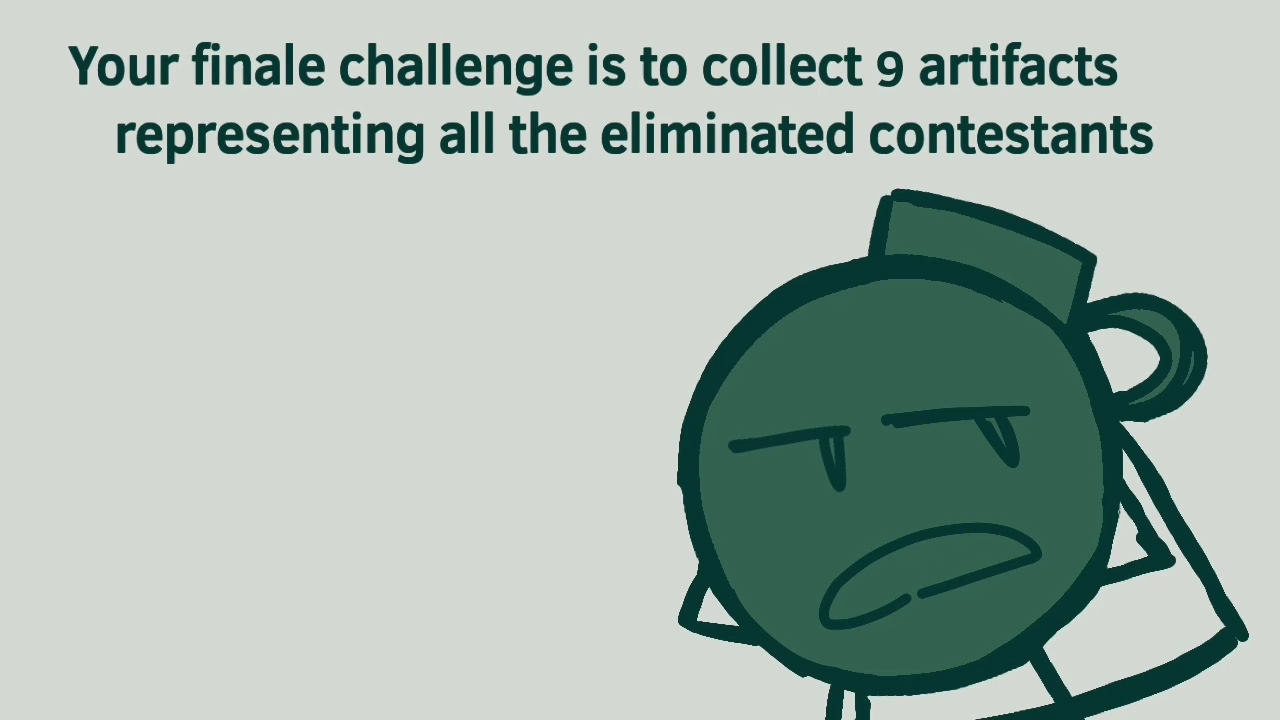 Your finale challenge is to collect 9 artifacts
representing all the eliminated contestants